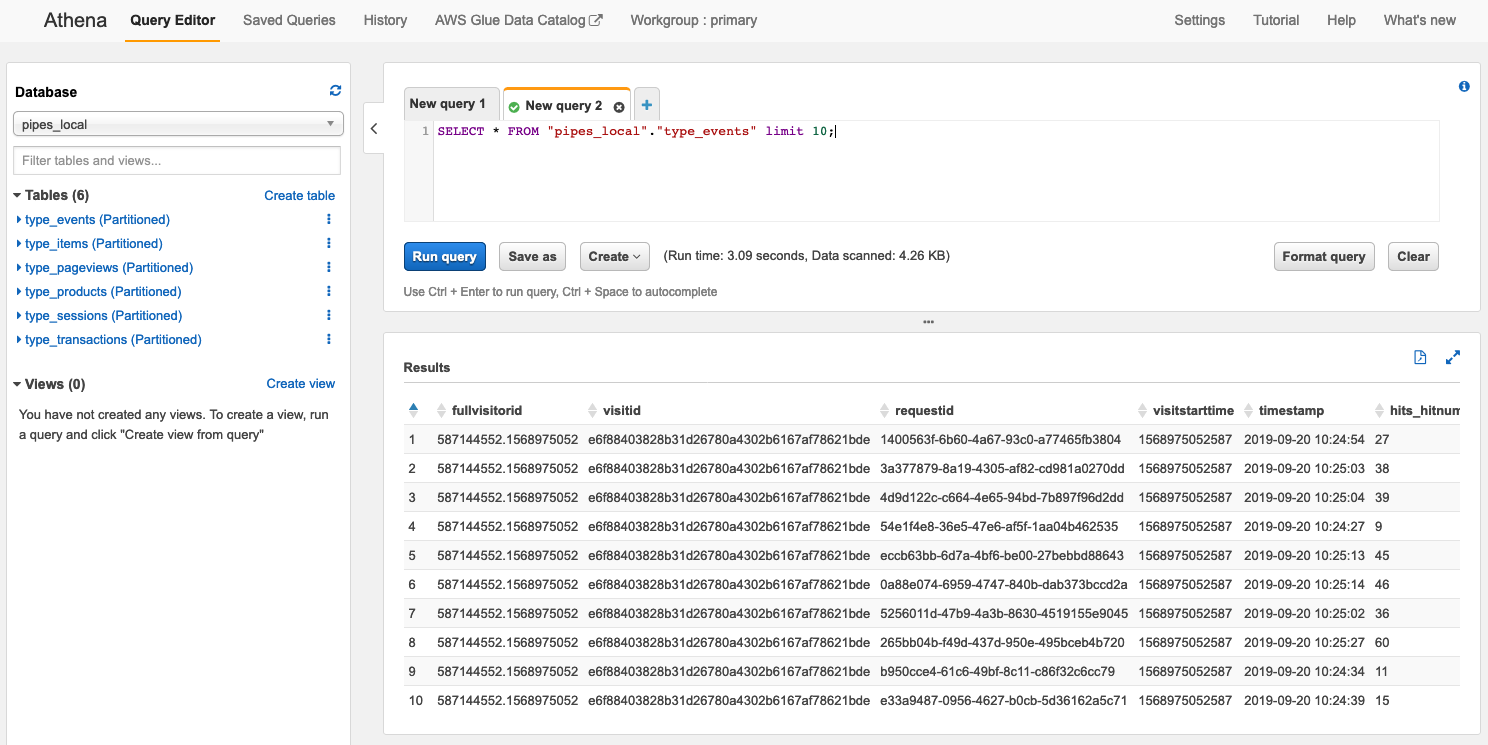 Athena Query Editor Saved Queries History AWS Glue Data Catalog Workgroup : primary Settings Tutorial Help What's new
Database
pipes_local
Filter tables and views...
Tables (6) Create table
type_events (Partitioned)
type_items (Partitioned)
type_pageviews (Partitioned)
type_products (Partitioned)
type_sessions (Partitioned)
type_transactions (Partitioned)
Views (0) Create view
You have not created any views. To create a view, run
a query and click "Create view from query"
New query 1 New query 2
1 SELECT * FROM "pipes_local"."type_events" limit 10;
Run query Save as Create (Run time: 3.09 seconds, Data scanned: 4.26 KB) Format query Clear
Use Ctrl + Enter to run query, Ctrl + Space to autocomplete
Results
fullvisitorid visitid requestid visitstarttime timestamp hits_hitnum
1 587144552.1568975052 e6f88403828b31d26780a4302b6167af78621bde 1400563f-6b60-4a67-93c0-a77465fb3804 1568975052587 2019-09-20 10:24:54 27
2 587144552.1568975052 e6f88403828b31d26780a4302b6167af78621bde 3a377879-8a19-4305-af82-cd981a0270dd 1568975052587 2019-09-20 10:25:03 38
3 587144552.1568975052 e6f88403828b31d26780a4302b6167af78621bde 4d9d122c-c664-4e65-94bd-7b897f96d2dd 1568975052587 2019-09-20 10:25:04 39
4 587144552.1568975052 e6f88403828b31d26780a4302b6167af78621bde 54e1f4e8-36e5-47e6-af5f-1aa04b462535 1568975052587 2019-09-20 10:24:27 9
5 587144552.1568975052 e6f88403828b31d26780a4302b6167af78621bde eccb63bb-6d7a-4bf6-be00-27bebbd88643 1568975052587 2019-09-20 10:25:13 45
6 587144552.1568975052 e6f88403828b31d26780a4302b6167af78621bde 0a88e074-6959-4747-840b-dab373bccd2a 1568975052587 2019-09-20 10:25:14 46
7 587144552.1568975052 e6f88403828b31d26780a4302b6167af78621bde 5256011d-47b9-4a3b-8630-4519155e9045 1568975052587 2019-09-20 10:25:02 36
8 587144552.1568975052 e6f88403828b31d26780a4302b6167af78621bde 265bb04b-f49d-437d-950e-495bceb4b720 1568975052587 2019-09-20 10:25:27 60
9 587144552.1568975052 e6f88403828b31d26780a4302b6167af78621bde b950cce4-61c6-49bf-8c11-c86f32c6cc79 1568975052587 2019-09-20 10:24:34 11
10 587144552.1568975052 e6f88403828b31d26780a4302b6167af78621bde e33a9487-0956-4627-b0cb-5d36162a5c71 1568975052587 2019-09-20 10:24:39 15